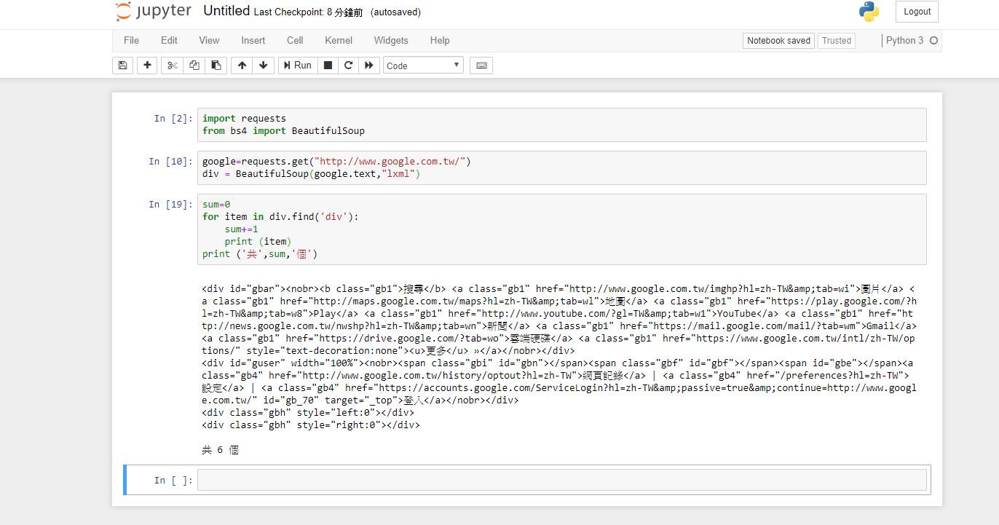 jupyter Untitled Last Checkpoint: 8 分鐘前 (autosaved)
Logout
File Edit View Insert Cell Kernel Widgets Help
Notebook saved Trusted Python 3
Run Code
In [2]: import requests
from bs4 import BeautifulSoup
In [10]: google=requests.get("http://www.google.com.tw/")
div = BeautifulSoup(google.text,"lxml")
In [19]: sum=0
for item in div.find('div'):
    sum+=1
    print (item)
print ('共',sum,'個')
<div id="gbar"><nobr><b class="gb1">搜尋</b> <a class="gb1" href="http://www.google.com.tw/imghp?hl=zh-TW&amp;tab=wi">圖片</a> <
a class="gb1" href="http://maps.google.com.tw/maps?hl=zh-TW&amp;tab=wl">地圖</a> <a class="gb1" href="https://play.google.com/?h
l=zh-TW&amp;tab=w8">Play</a> <a class="gb1" href="http://www.youtube.com/?gl=TW&amp;tab=w1">YouTube</a> <a class="gb1" href="ht
tp://news.google.com.tw/nwshp?hl=zh-TW&amp;tab=wn">新聞</a> <a class="gb1" href="https://mail.google.com/mail/?tab=wm">Gmail</a>
<a class="gb1" href="https://drive.google.com/?tab=wo">雲端硬碟</a> <a class="gb1" href="https://www.google.com.tw/intl/zh-TW/op
tions/" style="text-decoration:none"><u>更多</u> »</a></nobr></div>
<div id="guser" width="100%"><nobr><span class="gbi" id="gbn"></span><span class="gbf" id="gbf"></span><span id="gbe"></span><a
class="gb4" href="http://www.google.com.tw/history/optout?hl=zh-TW">網頁記錄</a> | <a class="gb4" href="/preferences?hl=zh-TW">
設定</a> | <a class="gb4" href="https://accounts.google.com/ServiceLogin?hl=zh-TW&amp;passive=true&amp;continue=http://www.googl
e.com.tw/" id="gb_70" target="_top">登入</a></nobr></div>
<div class="gbh" style="left:0"></div>
<div class="gbh" style="right:0"></div>
共 6 個
In [ ]: